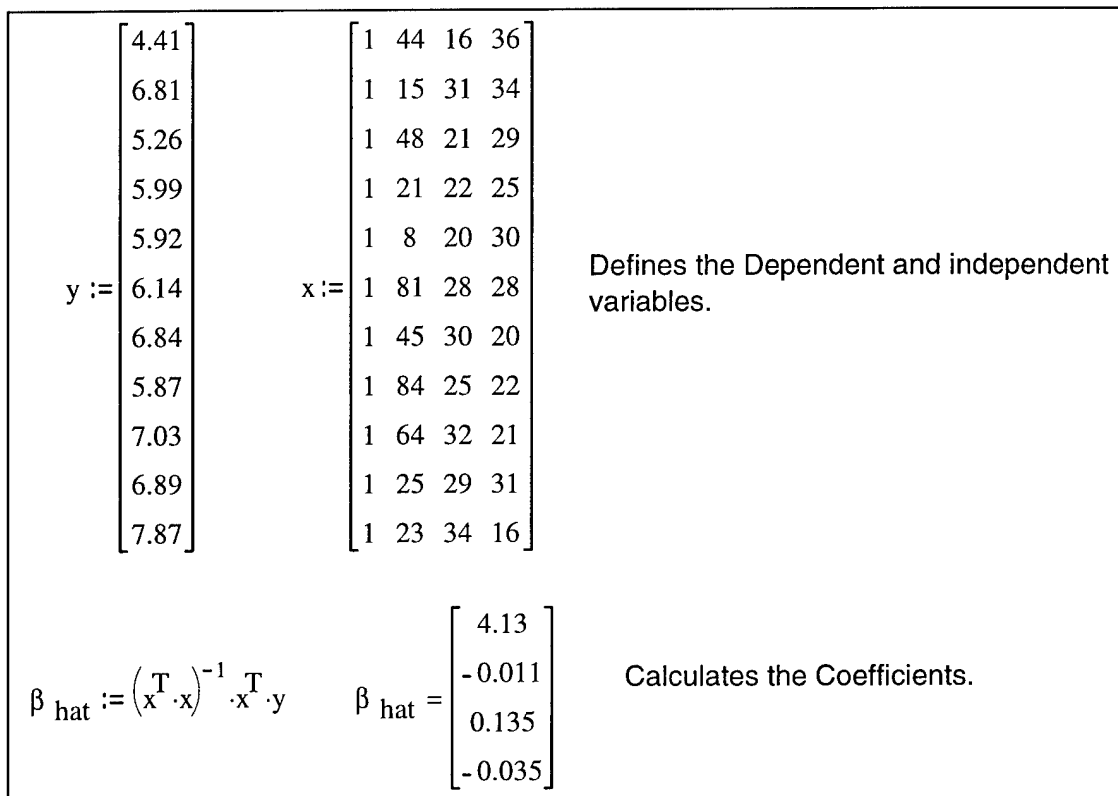 y := [4.41 6.81 5.26 5.99 5.92 6.14 6.84 5.87 7.03 6.89 7.87]
x := [1 44 16 36
1 15 31 34
1 48 21 29
1 21 22 25
1 8 20 30
1 81 28 28
1 45 30 20
1 84 25 22
1 64 32 21
1 25 29 31
1 23 34 16]
Defines the Dependent and independent
variables.
β hat := (x^T · x)^-1 · x^T · y
β hat = [4.13 -0.011 0.135 -0.035]
Calculates the Coefficients.